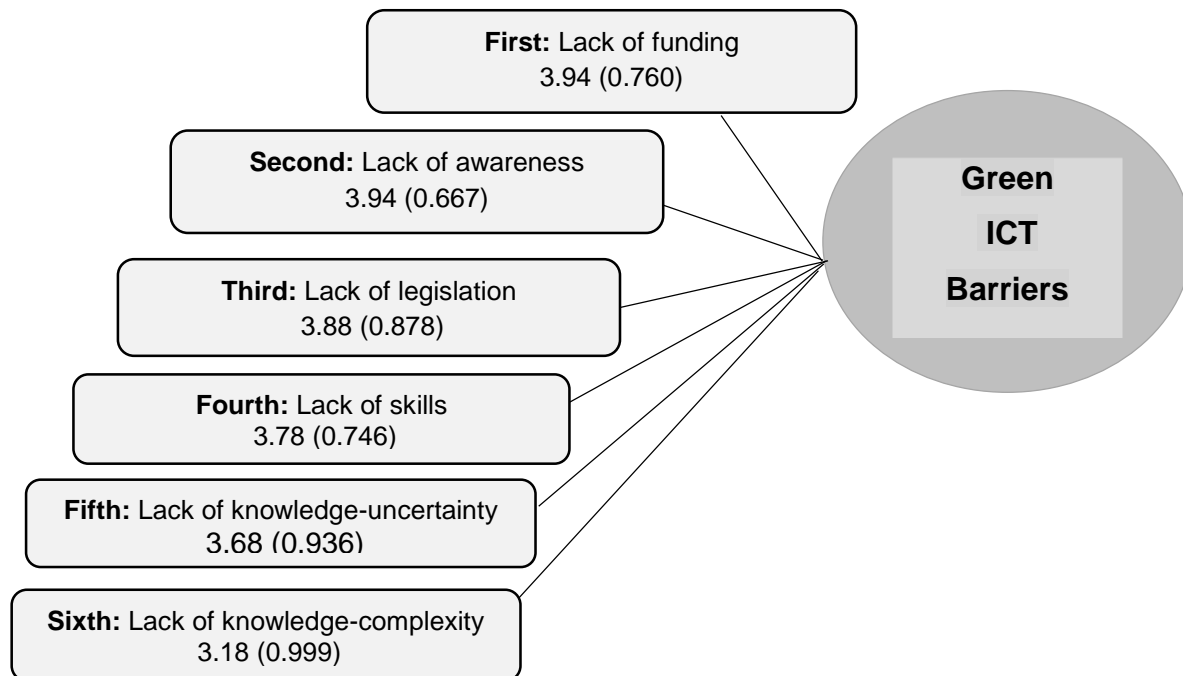 First: Lack of funding
3.94 (0.760)
Second: Lack of awareness
3.94 (0.667)
Third: Lack of legislation
3.88 (0.878)
Fourth: Lack of skills
3.78 (0.746)
Fifth: Lack of knowledge-uncertainty
3.68 (0.936)
Sixth: Lack of knowledge-complexity
3.18 (0.999)
Green
ICT
Barriers